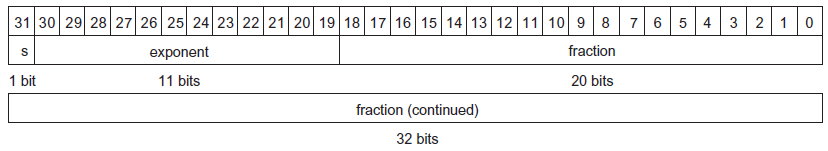 31 30 29 28 27 26 25 24 23 22 21 20 19 18 17 16 15 14 13 12 11 10 9 8 7 6 5 4 3 2 1 0
s exponent fraction
1 bit 11 bits 20 bits
fraction (continued)
32 bits